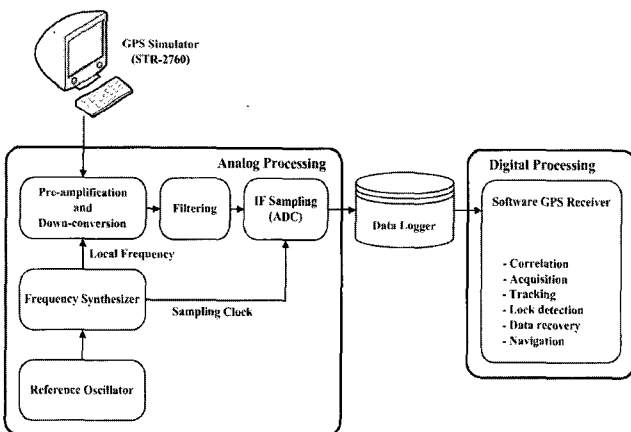 GPS Simulator
(STR-2760)
Analog Processing
Pre-amplification
and
Down-conversion
Filtering
IF Sampling
(ADC)
Data Logger
Digital Processing
Software GPS Receiver
- Correlation
- Acquisition
- Tracking
- Lock detection
- Data recovery
- Navigation
Local Frequency
Frequency Synthesizer
Sampling Clock
Reference Oscillator